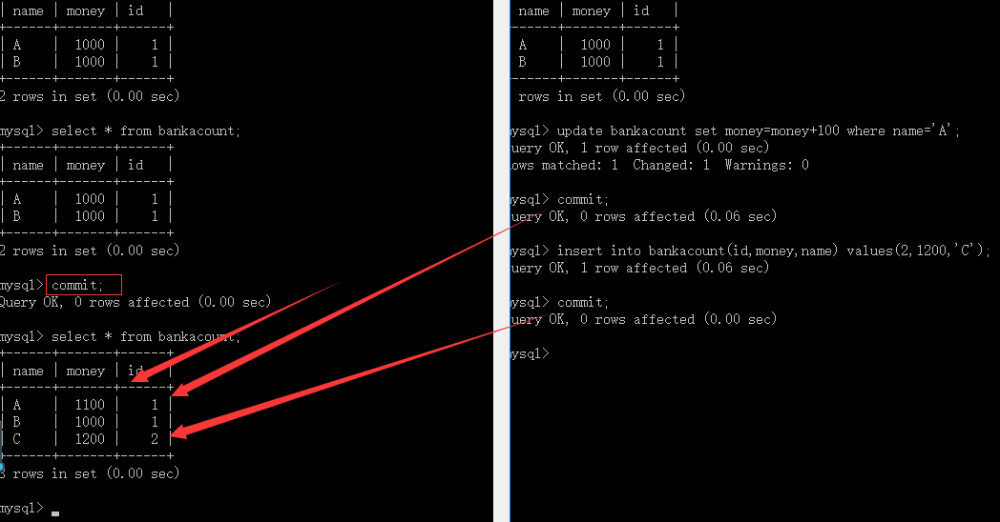 | name | money | id   |
+------+-------+------+
| A    |  1000 |    1 |
| B    |  1000 |    1 |
+------+-------+------+
2 rows in set (0.00 sec)
mysql> select * from bankacount;
+------+-------+------+
| name | money | id   |
+------+-------+------+
| A    |  1000 |    1 |
| B    |  1000 |    1 |
+------+-------+------+
2 rows in set (0.00 sec)
mysql> commit;
Query OK, 0 rows affected (0.00 sec)
mysql> select * from bankacount;
+------+-------+------+
| name | money | id   |
+------+-------+------+
| A    |  1100 |    1 |
| B    |  1000 |    1 |
| C    |  1200 |    2 |
+------+-------+------+
3 rows in set (0.00 sec)
mysql>
name | money | id   |
------+-------+------+
A    |  1000 |    1 |
B    |  1000 |    1 |
------+-------+------+
rows in set (0.00 sec)
mysql> update bankacount set money=money+100 where name='A';
uery OK, 1 row affected (0.00 sec)
ows matched: 1  Changed: 1  Warnings: 0
mysql> commit;
uery OK, 0 rows affected (0.06 sec)
mysql> insert into bankacount(id,money,name) values(2,1200,'C');
uery OK, 1 row affected (0.06 sec)
mysql> commit;
uery OK, 0 rows affected (0.00 sec)
mysql>